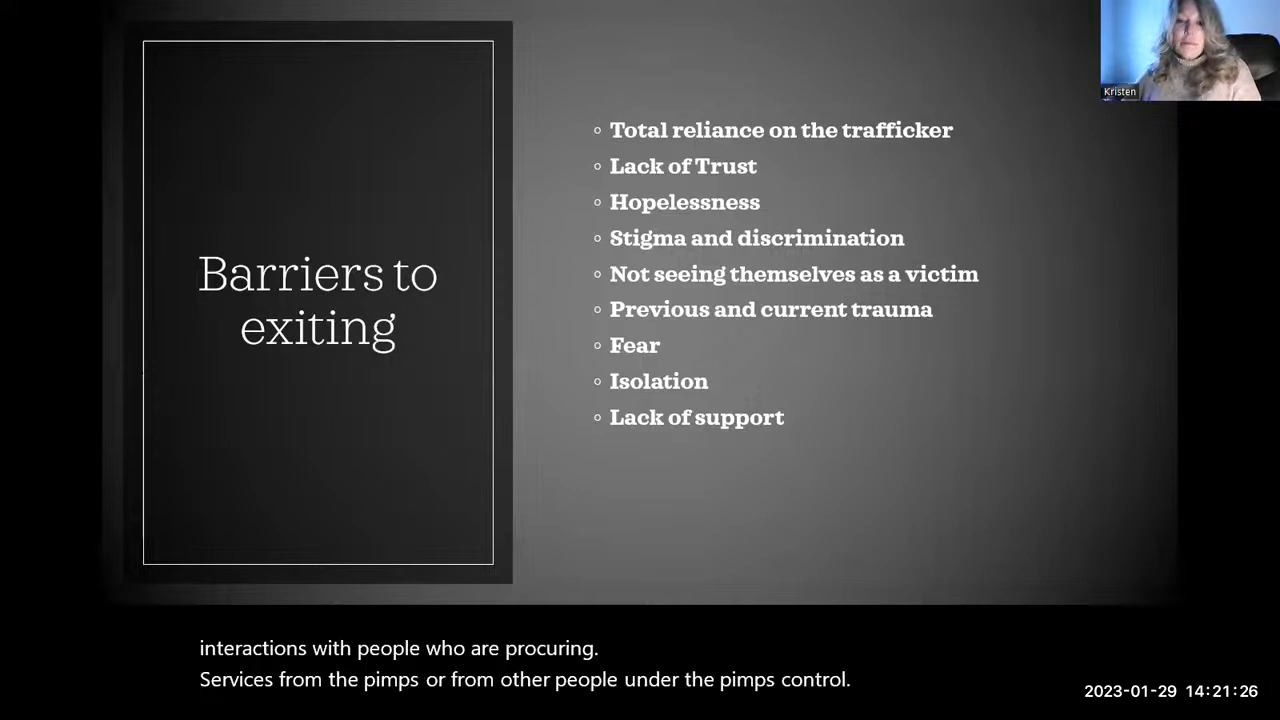 Barriers to
exiting
Total reliance on the trafficker
Lack of Trust
Hopelessness
Stigma and discrimination
Not seeing themselves as a victim
Previous and current trauma
Fear
Isolation
Lack of support
Kristen
interactions with people who are procuring.
Services from the pimps or from other people under the pimps control.
2023-01-29 14:21:26